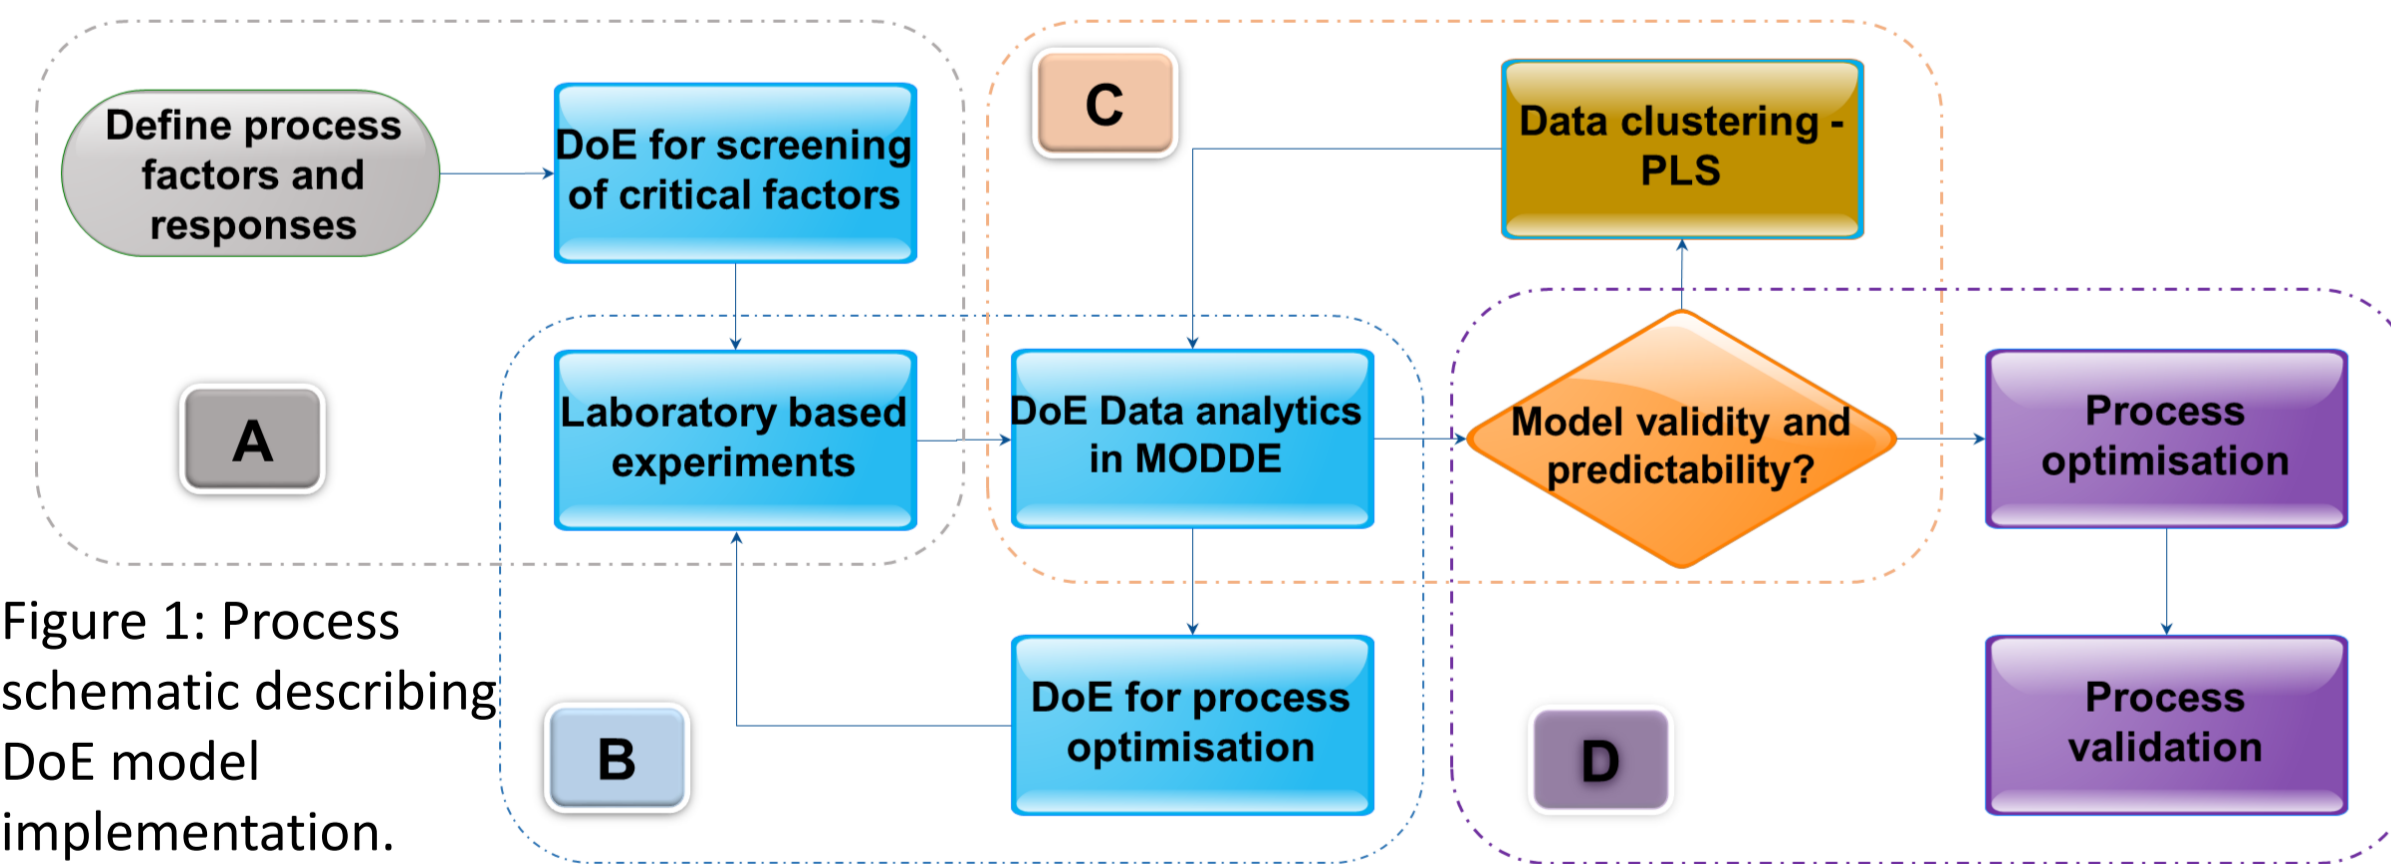 Define process
factors and
responses
DoE for screening
of critical factors
C
Data clustering -
PLS
A
Laboratory based
experiments
DoE Data analytics
in MODDE
Model validity and
predictability?
Process
optimisation
B
DoE for process
optimisation
D
Process
validation
Figure 1: Process
schematic describing
DoE model
implementation.